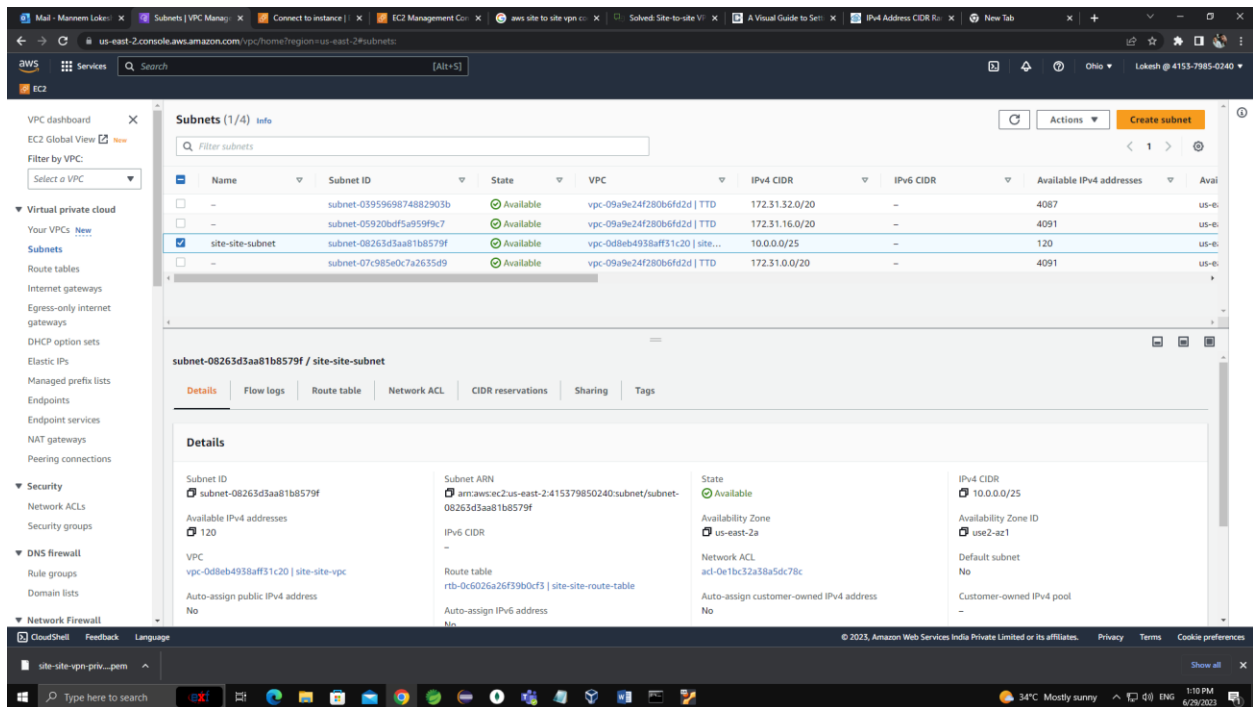 Mail - Mannem Lokes
Subnets | VPC Manage
Connect to instance |
EC2 Management Con
aws site to site vpn co
Solved: Site-to-site VP
A Visual Guide to Sett
IPv4 Address CIDR Ra
New Tab
us-east-2.console.aws.amazon.com/vpc/home?region=us-east-2#subnets:
aws
Services
Search
[Alt+S]
Ohio
Lokesh @ 4153-7985-0240
EC2
VPC dashboard
EC2 Global View New
Filter by VPC:
Select a VPC
Virtual private cloud
Your VPCs New
Subnets
Route tables
Internet gateways
Egress-only internet
gateways
DHCP option sets
Elastic IPs
Managed prefix lists
Endpoints
Endpoint services
NAT gateways
Peering connections
Security
Network ACLs
Security groups
DNS firewall
Rule groups
Domain lists
Network Firewall
Subnets (1/4) Info
Actions
Create subnet
Filter subnets
1
Name Subnet ID State VPC IPv4 CIDR IPv6 CIDR Available IPv4 addresses Avai
– subnet-0395969874882903b Available vpc-09a9e24f280b6fd2d | TTD 172.31.32.0/20 – 4087 us-e
– subnet-05920bdf5a959f9c7 Available vpc-09a9e24f280b6fd2d | TTD 172.31.16.0/20 – 4091 us-e
site-site-subnet subnet-08263d3aa81b8579f Available vpc-0d8eb4938aff31c20 | site... 10.0.0.0/25 – 120 us-e
– subnet-07c985e0c7a2635d9 Available vpc-09a9e24f280b6fd2d | TTD 172.31.0.0/20 – 4091 us-e
subnet-08263d3aa81b8579f / site-site-subnet
Details Flow logs Route table Network ACL CIDR reservations Sharing Tags
Details
Subnet ID
subnet-08263d3aa81b8579f
Available IPv4 addresses
120
VPC
vpc-0d8eb4938aff31c20 | site-site-vpc
Auto-assign public IPv4 address
No
Subnet ARN
arn:aws:ec2:us-east-2:415379850240:subnet/subnet-
08263d3aa81b8579f
IPv6 CIDR
–
Route table
rtb-0c6026a26f39b0cf3 | site-site-route-table
Auto-assign IPv6 address
No
State
Available
Availability Zone
us-east-2a
Network ACL
acl-0e1bc32a38a5dc78c
Auto-assign customer-owned IPv4 address
No
IPv4 CIDR
10.0.0.0/25
Availability Zone ID
use2-az1
Default subnet
No
Customer-owned IPv4 pool
–
CloudShell Feedback Language
© 2023, Amazon Web Services India Private Limited or its affiliates. Privacy Terms Cookie preferences
site-site-vpn-priv....pem
Show all
Type here to search
34°C Mostly sunny
ENG
1:10 PM
6/29/2023